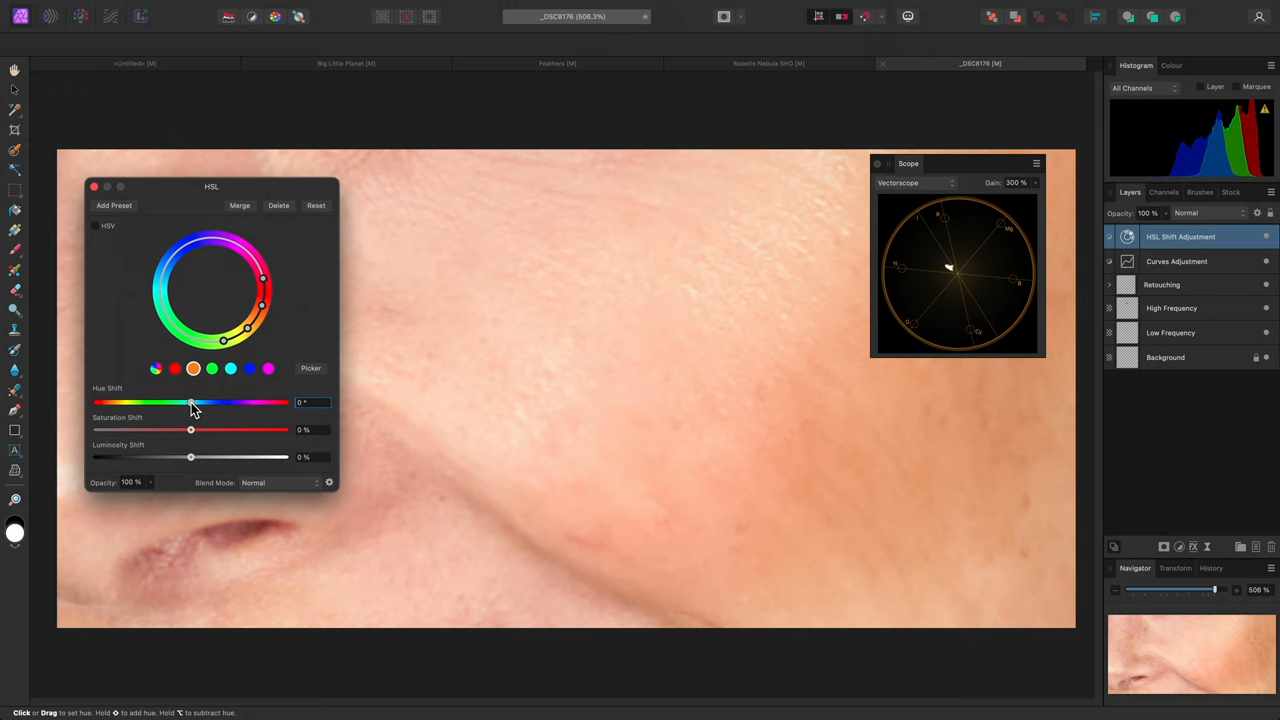 _DSC8176 (506.3%)
<Untitled> [M]
Big Little Planet [M]
Feathers [M]
Rosette Nebula SHD [M]
_DSC8176 [M]
Histogram
Colour
All Channels
Layer
Marquee
Scope
Vectorscope
Gain:
300 %
R
Mg
I
Yl
B
G
Cy
HSL
Add Preset
Merge
Delete
Reset
HSV
Picker
Hue Shift
0 °
Saturation Shift
0 %
Luminosity Shift
0 %
Opacity:
100 %
Blend Mode:
Normal
Layers
Channels
Brushes
Stock
Opacity:
100 %
Normal
HSL Shift Adjustment
Curves Adjustment
Retouching
High Frequency
Low Frequency
Background
Navigator
Transform
History
506 %
Click or Drag to set hue. Hold ⇧ to add hue. Hold ⌥ to subtract hue.